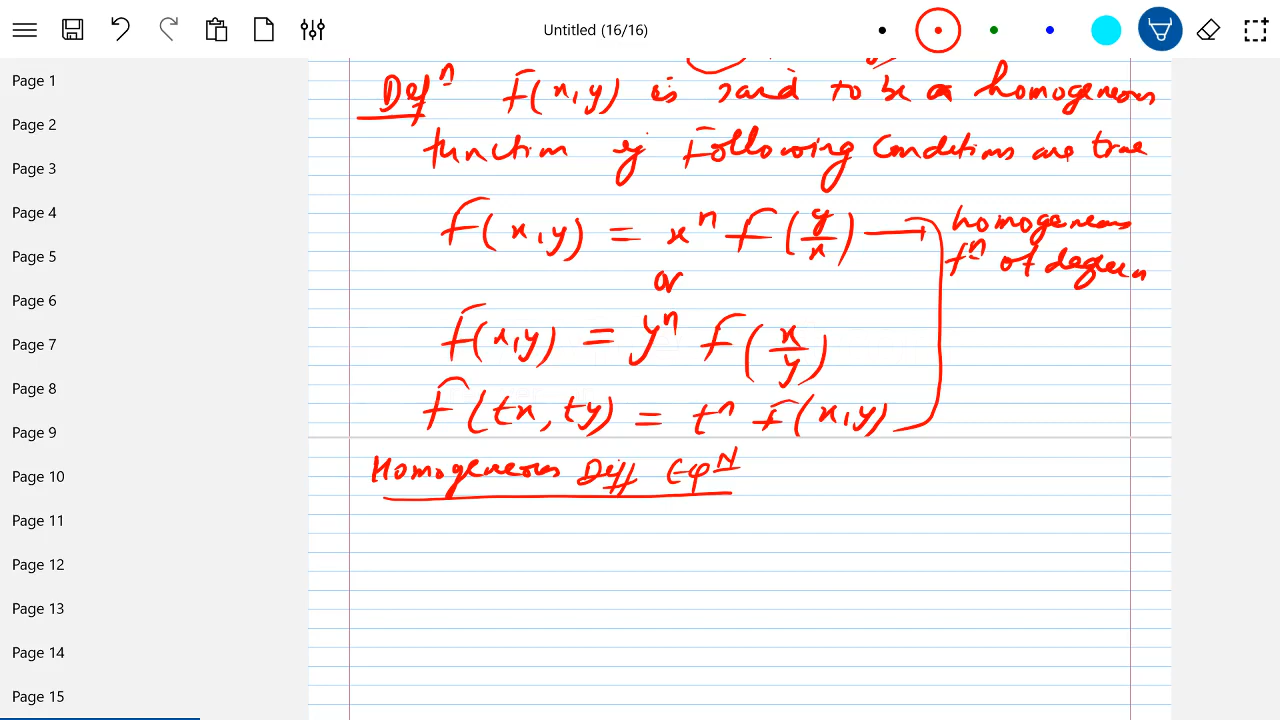 Untitled (16/16)
Page 1
Page 2
Page 3
Page 4
Page 5
Page 6
Page 7
Page 8
Page 9
Page 10
Page 11
Page 12
Page 13
Page 14
Page 15
Defⁿ F(x,y) is said to be a homogeneous
function if Following Conditions are true
F(x,y) = xⁿ f(y/x) → homogeneous
fⁿ of degree n
or
F(x,y) = yⁿ f(x/y)
F(tx, ty) = tⁿ F(x,y)
Homogeneous Diff Eqᴺ